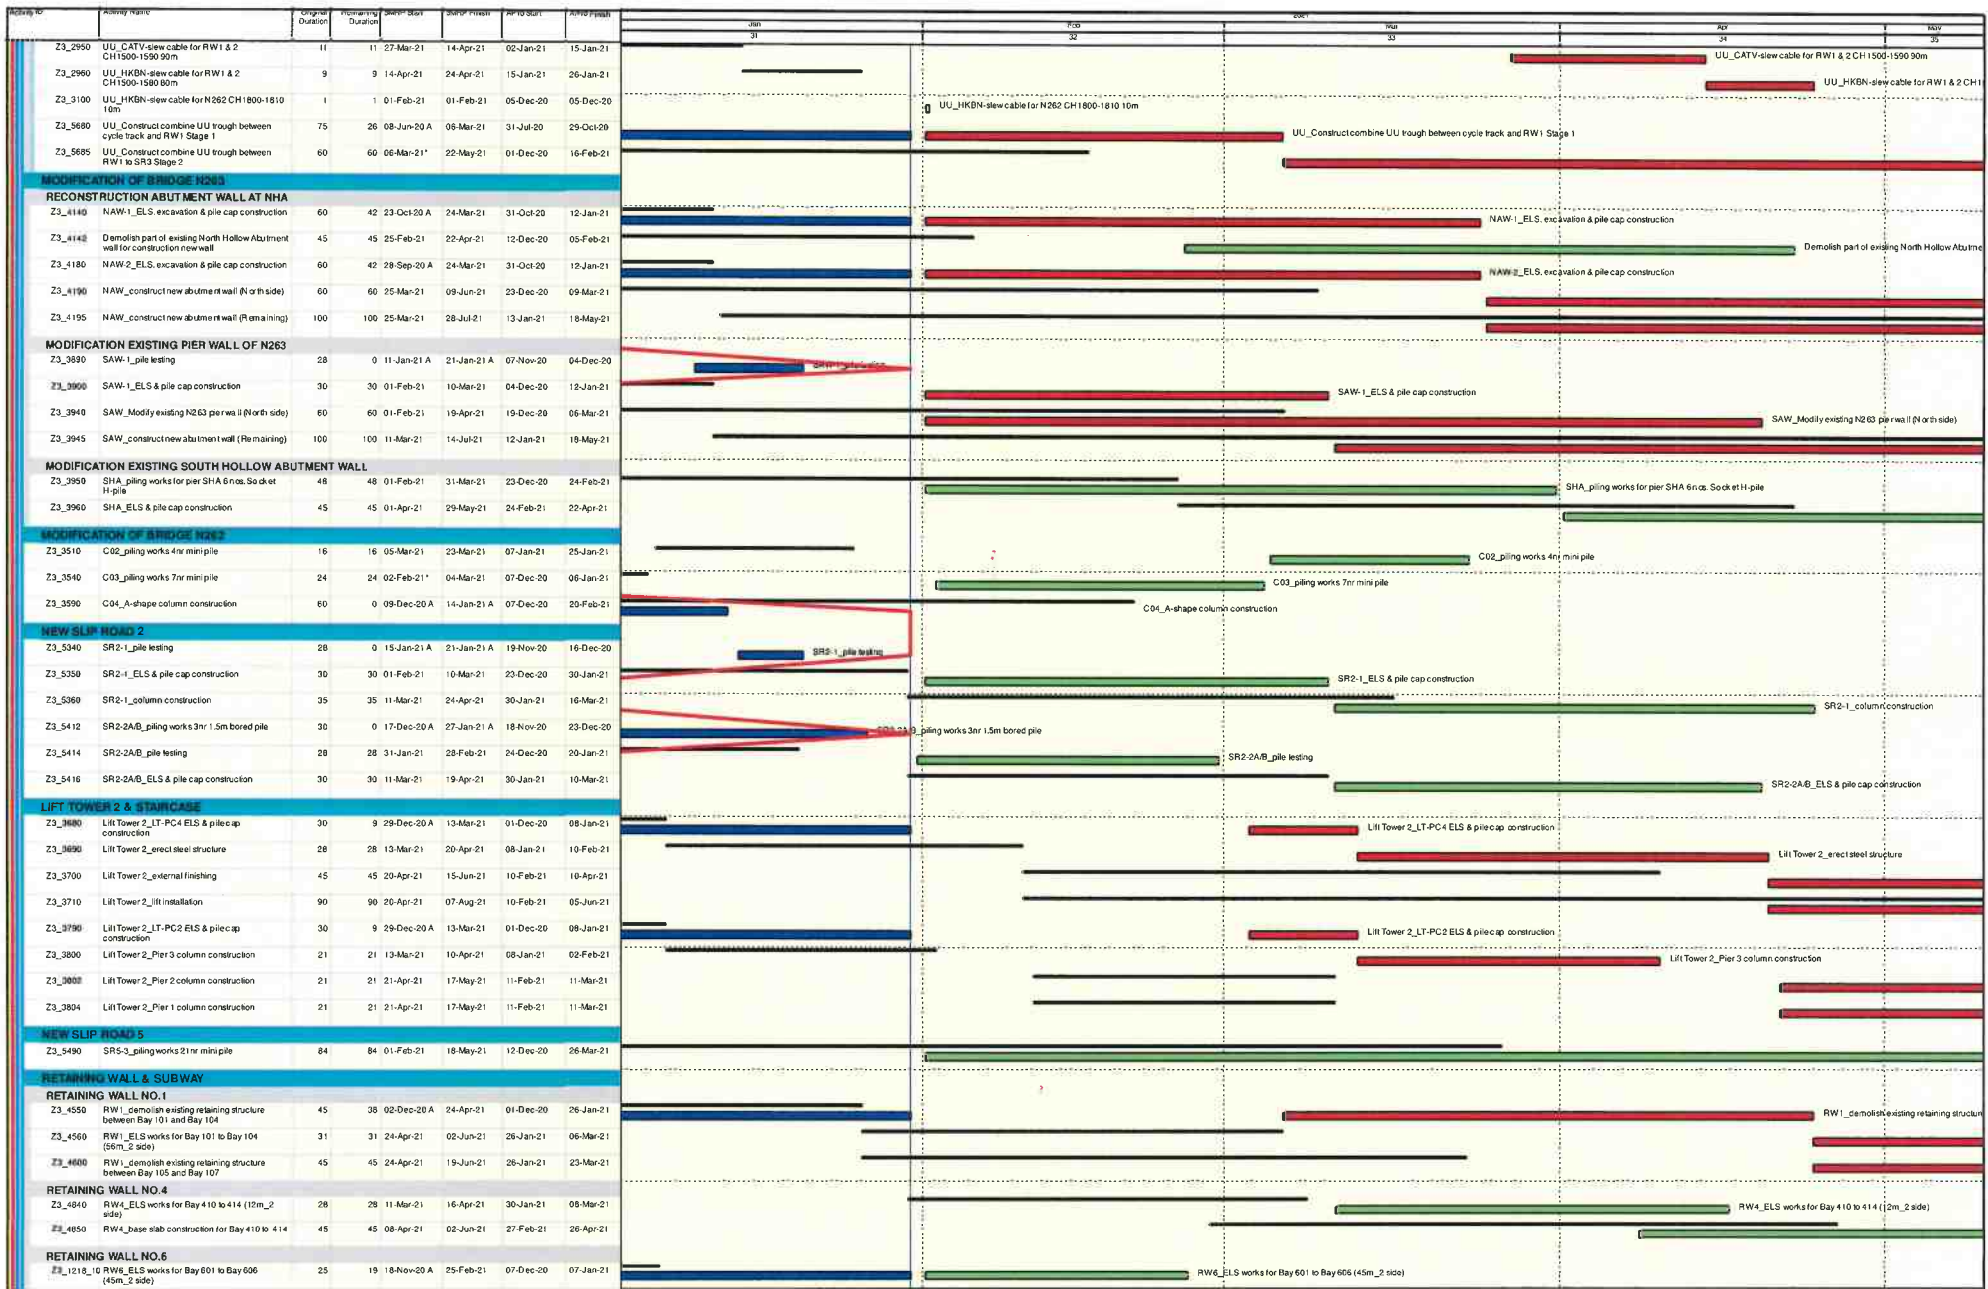 Activity ID Activity Name Original Duration Remaining Duration 3MRP Start 3MRP Finish Start Finish
2021
Jan Feb Mar Apr May
31 32 33 34 35
Z3_2950 UU_CATV-slew cable for RW1 & 2 CH1500-1590 90m 11 11 27-Mar-21 14-Apr-21 02-Jan-21 15-Jan-21 UU_CATV-slew cable for RW1 & 2 CH1500-1590 90m
Z3_2960 UU_HKBN-slew cable for RW1 & 2 CH1500-1580 80m 9 9 14-Apr-21 24-Apr-21 15-Jan-21 26-Jan-21 UU_HKBN-slew cable for RW1 & 2 CH1
Z3_3100 UU_HKBN-slew cable for N262 CH1800-1810 10m 1 1 01-Feb-21 01-Feb-21 05-Dec-20 05-Dec-20 UU_HKBN-slew cable for N262 CH1800-1810 10m
Z3_5680 UU_Construct combine UU trough between cycle track and RW1 Stage 1 75 26 08-Jun-20 A 06-Mar-21 31-Jul-20 29-Oct-20 UU_Construct combine UU trough between cycle track and RW1 Stage 1
Z3_5685 UU_Construct combine UU trough between RW1 to SR3 Stage 2 60 60 06-Mar-21* 22-May-21 01-Dec-20 16-Feb-21
MODIFICATION OF BRIDGE N263
RECONSTRUCTION ABUTMENT WALL AT NHA
Z3_4140 NAW-1_ELS. excavation & pile cap construction 60 42 23-Oct-20 A 24-Mar-21 31-Oct-20 12-Jan-21 NAW-1_ELS. excavation & pile cap construction
Z3_4142 Demolish part of existing North Hollow Abutment wall for construction new wall 45 45 25-Feb-21 22-Apr-21 12-Dec-20 05-Feb-21 Demolish part of existing North Hollow Abutme
Z3_4180 NAW-2_ELS. excavation & pile cap construction 60 42 28-Sep-20 A 24-Mar-21 31-Oct-20 12-Jan-21 NAW-2_ELS. excavation & pile cap construction
Z3_4190 NAW_construct new abutment wall (North side) 60 60 25-Mar-21 09-Jun-21 23-Dec-20 09-Mar-21
Z3_4195 NAW_construct new abutment wall (Remaining) 100 100 25-Mar-21 28-Jul-21 13-Jan-21 18-May-21
MODIFICATION EXISTING PIER WALL OF N263
Z3_3890 SAW-1_pile testing 28 0 11-Jan-21 A 21-Jan-21 A 07-Nov-20 04-Dec-20 SAW-1_pile testing
Z3_3900 SAW-1_ELS & pile cap construction 30 30 01-Feb-21 10-Mar-21 04-Dec-20 12-Jan-21 SAW-1_ELS & pile cap construction
Z3_3940 SAW_Modify existing N263 pier wall (North side) 60 60 01-Feb-21 19-Apr-21 19-Dec-20 06-Mar-21 SAW_Modify existing N263 pier wall (North side)
Z3_3945 SAW_construct new abutment wall (Remaining) 100 100 11-Mar-21 14-Jul-21 12-Jan-21 18-May-21
MODIFICATION EXISTING SOUTH HOLLOW ABUTMENT WALL
Z3_3950 SHA_piling works for pier SHA 6 nos. Socket H-pile 48 48 01-Feb-21 31-Mar-21 23-Dec-20 24-Feb-21 SHA_piling works for pier SHA 6 nos. Socket H-pile
Z3_3960 SHA_ELS & pile cap construction 45 45 01-Apr-21 29-May-21 24-Feb-21 22-Apr-21
MODIFICATION OF BRIDGE N262
Z3_3510 C02_piling works 4nr mini pile 16 16 05-Mar-21 23-Mar-21 07-Jan-21 25-Jan-21 C02_piling works 4nr mini pile
Z3_3540 C03_piling works 7nr mini pile 24 24 02-Feb-21* 04-Mar-21 07-Dec-20 06-Jan-21 C03_piling works 7nr mini pile
Z3_3590 C04_A-shape column construction 60 0 09-Dec-20 A 14-Jan-21 A 07-Dec-20 20-Feb-21 C04_A-shape column construction
NEW SLIP ROAD 2
Z3_5340 SR2-1_pile testing 28 0 15-Jan-21 A 21-Jan-21 A 19-Nov-20 16-Dec-20 SR2-1_pile testing
Z3_5350 SR2-1_ELS & pile cap construction 30 30 01-Feb-21 10-Mar-21 23-Dec-20 30-Jan-21 SR2-1_ELS & pile cap construction
Z3_5360 SR2-1_column construction 35 35 11-Mar-21 24-Apr-21 30-Jan-21 16-Mar-21 SR2-1_column construction
Z3_5412 SR2-2A/B_piling works 3nr 1.5m bored pile 30 0 17-Dec-20 A 27-Jan-21 A 18-Nov-20 23-Dec-20 SR2-2A/B_piling works 3nr 1.5m bored pile
Z3_5414 SR2-2A/B_pile testing 28 28 31-Jan-21 28-Feb-21 24-Dec-20 20-Jan-21 SR2-2A/B_pile testing
Z3_5416 SR2-2A/B_ELS & pile cap construction 30 30 11-Mar-21 19-Apr-21 30-Jan-21 10-Mar-21 SR2-2A/B_ELS & pile cap construction
LIFT TOWER 2 & STAIRCASE
Z3_3680 Lift Tower 2_LT-PC4 ELS & pile cap construction 30 9 29-Dec-20 A 13-Mar-21 01-Dec-20 08-Jan-21 Lift Tower 2_LT-PC4 ELS & pile cap construction
Z3_3690 Lift Tower 2_erect steel structure 28 28 13-Mar-21 20-Apr-21 08-Jan-21 10-Feb-21 Lift Tower 2_erect steel structure
Z3_3700 Lift Tower 2_external finishing 45 45 20-Apr-21 15-Jun-21 10-Feb-21 10-Apr-21
Z3_3710 Lift Tower 2_lift installation 90 90 20-Apr-21 07-Aug-21 10-Feb-21 05-Jun-21
Z3_3790 Lift Tower 2_LT-PC2 ELS & pile cap construction 30 9 29-Dec-20 A 13-Mar-21 01-Dec-20 08-Jan-21 Lift Tower 2_LT-PC2 ELS & pile cap construction
Z3_3800 Lift Tower 2_Pier 3 column construction 21 21 13-Mar-21 10-Apr-21 08-Jan-21 02-Feb-21 Lift Tower 2_Pier 3 column construction
Z3_3802 Lift Tower 2_Pier 2 column construction 21 21 21-Apr-21 17-May-21 11-Feb-21 11-Mar-21
Z3_3804 Lift Tower 2_Pier 1 column construction 21 21 21-Apr-21 17-May-21 11-Feb-21 11-Mar-21
NEW SLIP ROAD 5
Z3_5490 SR5-3_piling works 21nr mini pile 84 84 01-Feb-21 18-May-21 12-Dec-20 26-Mar-21
RETAINING WALL & SUBWAY
RETAINING WALL NO.1
Z3_4550 RW1_demolish existing retaining structure between Bay 101 and Bay 104 45 38 02-Dec-20 A 24-Apr-21 01-Dec-20 26-Jan-21 RW1_demolish existing retaining structur
Z3_4560 RW1_ELS works for Bay 101 to Bay 104 (56m_2 side) 31 31 24-Apr-21 02-Jun-21 26-Jan-21 06-Mar-21
Z3_4600 RW1_demolish existing retaining structure between Bay 105 and Bay 107 45 45 24-Apr-21 19-Jun-21 26-Jan-21 23-Mar-21
RETAINING WALL NO.4
Z3_4840 RW4_ELS works for Bay 410 to 414 (12m_2 side) 28 28 11-Mar-21 16-Apr-21 30-Jan-21 08-Mar-21 RW4_ELS works for Bay 410 to 414 (12m_2 side)
Z3_4850 RW4_base slab construction for Bay 410 to 414 45 45 08-Apr-21 02-Jun-21 27-Feb-21 26-Apr-21
RETAINING WALL NO.6
Z3_1218_10 RW6_ELS works for Bay 601 to Bay 606 (45m_2 side) 25 19 18-Nov-20 A 25-Feb-21 07-Dec-20 07-Jan-21 RW6_ELS works for Bay 601 to Bay 606 (45m_2 side)